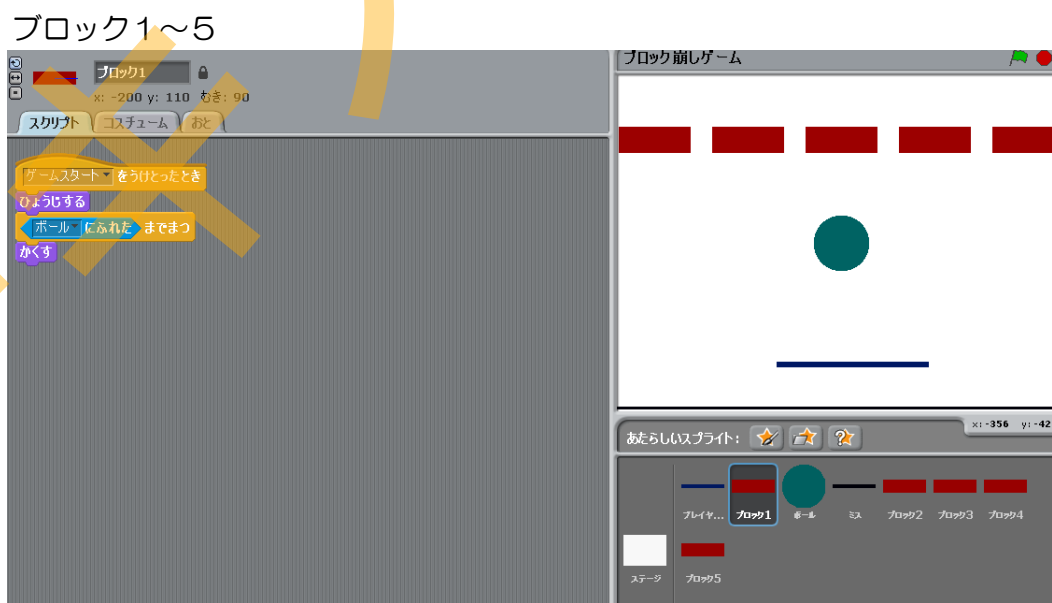 ブロック1～5
ブロック1
x: -200 y: 110 むき: 90
スクリプト コスチューム おと
ゲームスタート をうけとったとき
ひょうじする
ボール にふれた までまつ
かくす
ブロック崩しゲーム
x: -356 y: -42
あたらしいスプライト:
プレイヤ... ブロック1 ボール ミス ブロック2 ブロック3 ブロック4
ステージ ブロック5